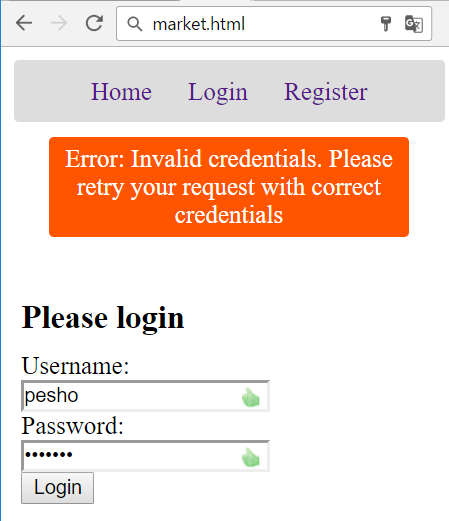 market.html
Home Login Register
Error: Invalid credentials. Please
retry your request with correct
credentials
Please login
Username:
pesho
Password:
•••••••
Login